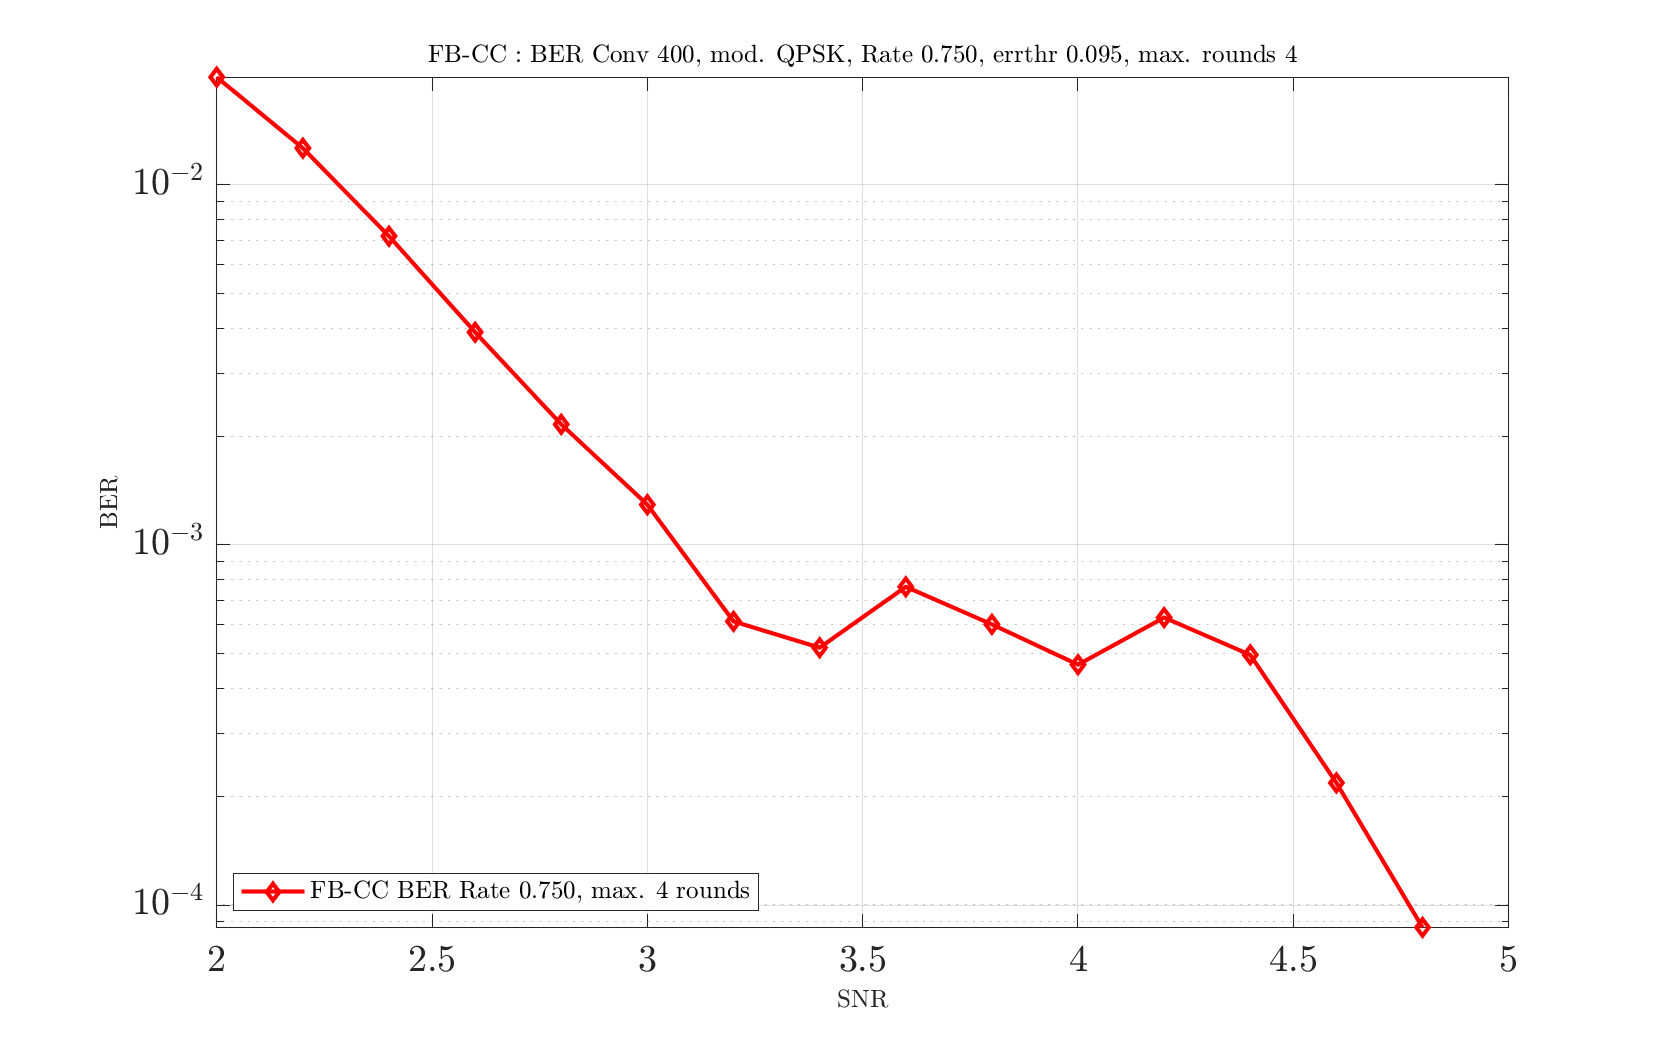 FB-CC : BER Conv 400, mod. QPSK, Rate 0.750, errthr 0.095, max. rounds 4
BER
10^{-2}
10^{-3}
10^{-4}
FB-CC BER Rate 0.750, max. 4 rounds
2 2.5 3 3.5 4 4.5 5
SNR